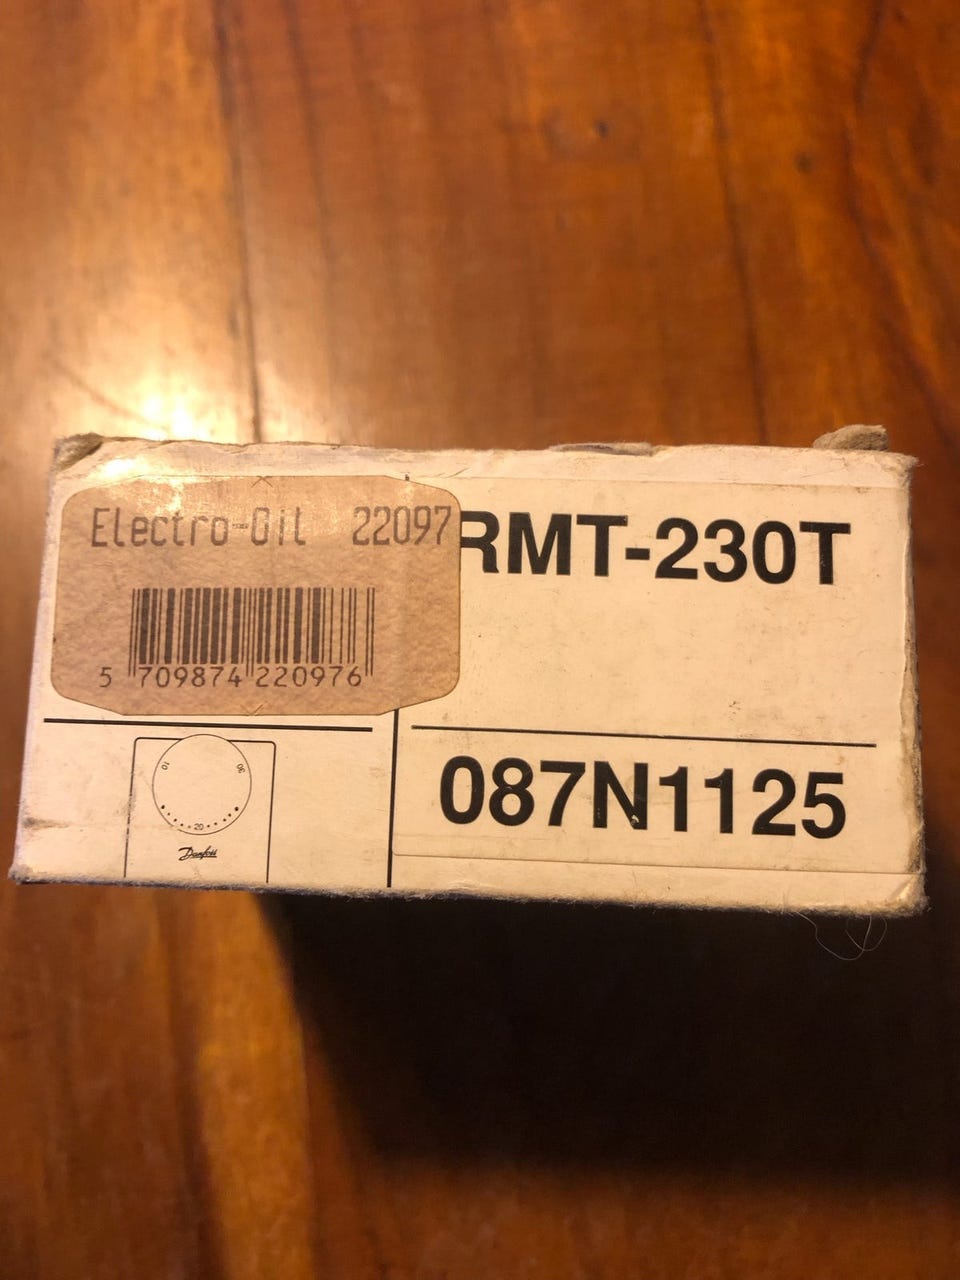 Electro-Oil 22097
5 709874 220976
RMT-230T
10 30
20
Danfoss
087N1125